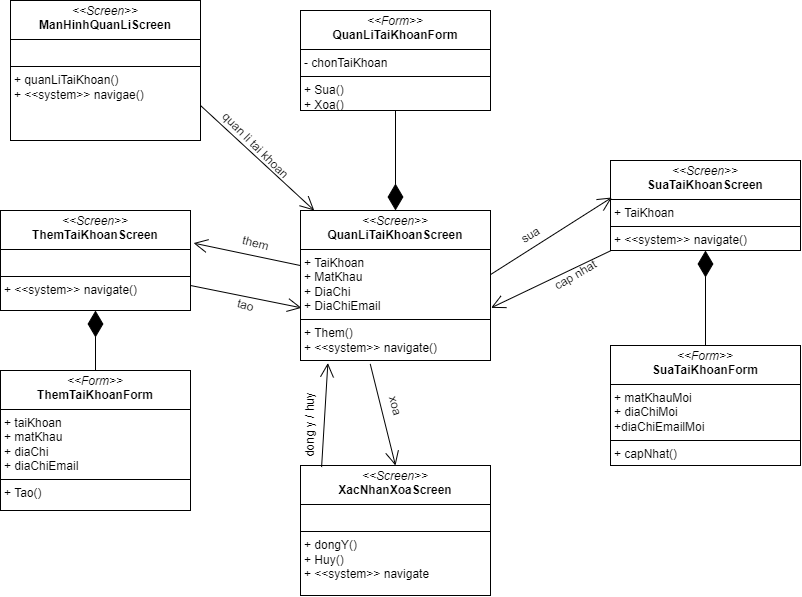 <<Screen>>
ManHinhQuanLiScreen
+ quanLiTaiKhoan()
+ <<system>> navigae()
<<Form>>
QuanLiTaiKhoanForm
- chonTaiKhoan
+ Sua()
+ Xoa()
quan li tai khoan
<<Screen>>
SuaTaiKhoanScreen
+ TaiKhoan
+ <<system>> navigate()
<<Screen>>
ThemTaiKhoanScreen
+ <<system>> navigate()
them
tao
<<Screen>>
QuanLiTaiKhoanScreen
+ TaiKhoan
+ MatKhau
+ DiaChi
+ DiaChiEmail
+ Them()
+ <<system>> navigate()
sua
cap nhat
<<Form>>
ThemTaiKhoanForm
+ taiKhoan
+ matKhau
+ diaChi
+ diaChiEmail
+ Tao()
dong y / huy
xoa
<<Form>>
SuaTaiKhoanForm
+ matKhauMoi
+ diaChiMoi
+diaChiEmailMoi
+ capNhat()
<<Screen>>
XacNhanXoaScreen
+ dongY()
+ Huy()
+ <<system>> navigate